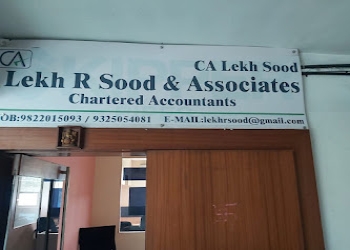 CA
CA Lekh Sood
Lekh R Sood & Associates
Chartered Accountants
OB:9822015093 / 9325054081 E-MAIL:lekhrsood@gmail.com